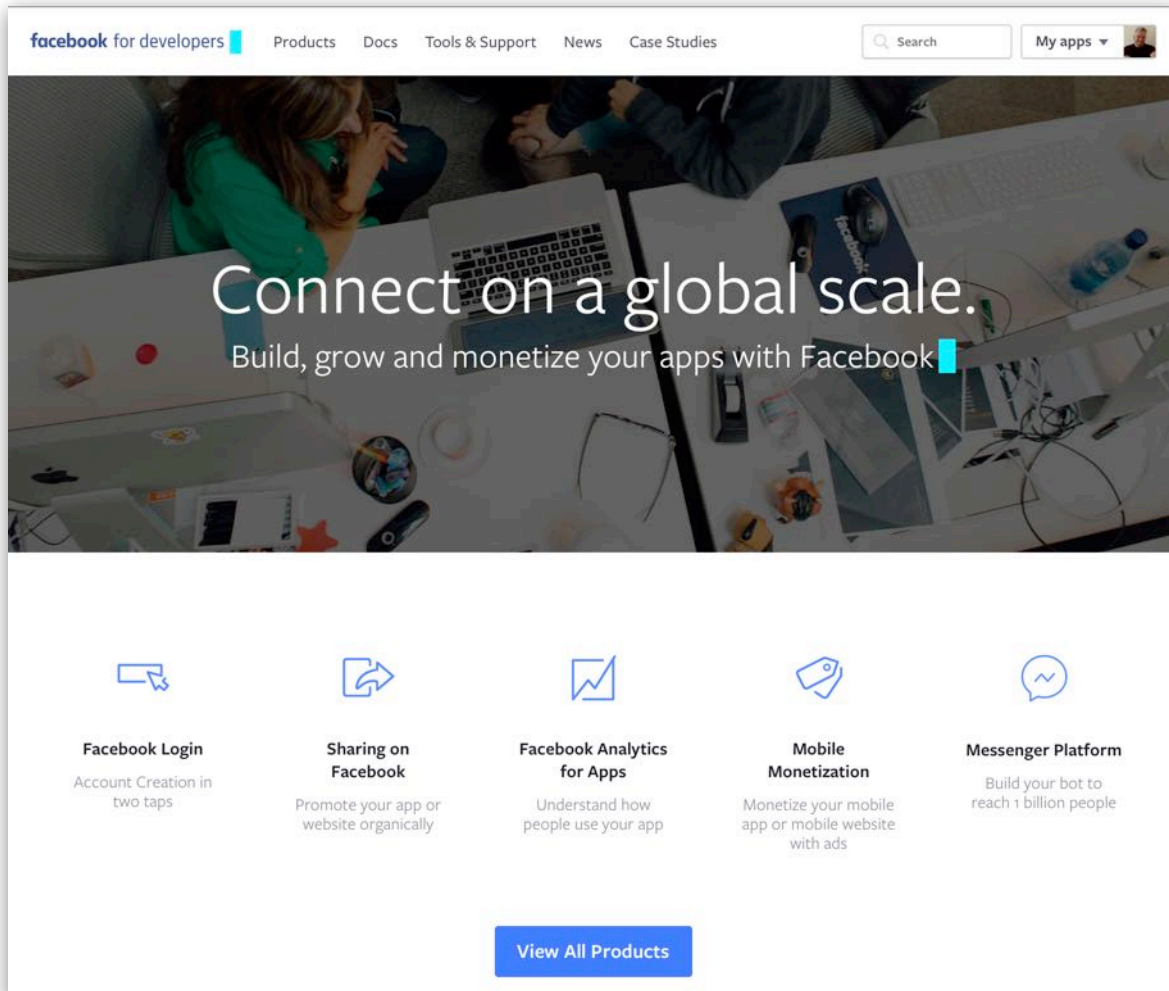 facebook for developers
Products
Docs
Tools & Support
News
Case Studies
Search
My apps
facebook
Connect on a global scale.
Build, grow and monetize your apps with Facebook
Facebook Login
Account Creation in
two taps
Sharing on
Facebook
Promote your app or
website organically
Facebook Analytics
for Apps
Understand how
people use your app
Mobile
Monetization
Monetize your mobile
app or mobile website
with ads
Messenger Platform
Build your bot to
reach 1 billion people
View All Products